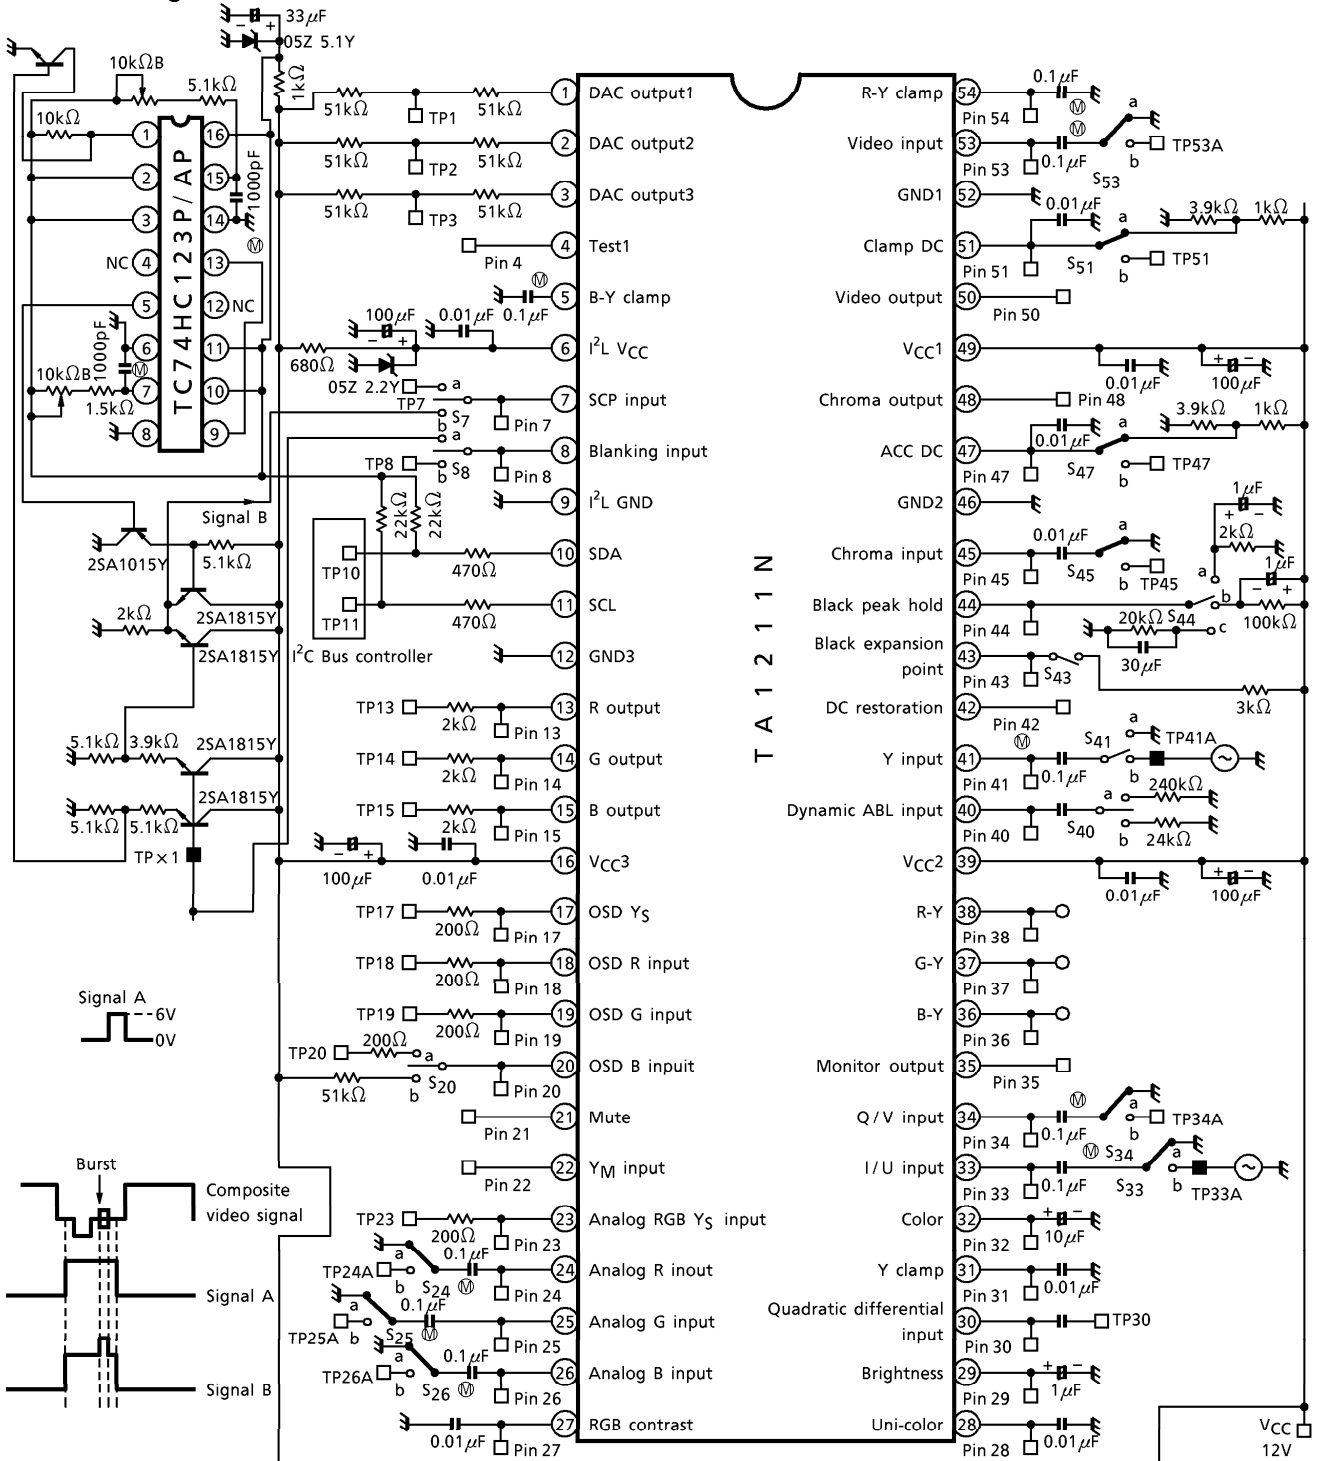 33μF
− +
05Z 5.1Y
10kΩB
5.1kΩ
1kΩ
10kΩ
1 16
2 15
3 14
NC 4 13
5 12 NC
6 11
7 10
8 9
TC74HC123P/AP
1000pF
Ⓜ
1000pF
Ⓜ
10kΩB
1.5kΩ
51kΩ TP1 51kΩ
51kΩ TP2 51kΩ
51kΩ TP3 51kΩ
Pin 4
Ⓜ
0.1μF
100μF
− +
0.01μF
680Ω
05Z 2.2Y
a
TP7
b S7
Pin 7
a
TP8
b S8
Pin 8
Signal B
22kΩ
22kΩ
2SA1015Y
5.1kΩ
TP10
470Ω
2SA1815Y
2kΩ
TP11
470Ω
2SA1815Y
I2C Bus controller
5.1kΩ 3.9kΩ 2SA1815Y
2SA1815Y
5.1kΩ 5.1kΩ
TP×1
TP13 2kΩ Pin 13
TP14 2kΩ Pin 14
TP15 2kΩ Pin 15
− +
100μF 0.01μF
TP17 200Ω Pin 17
TP18 200Ω Pin 18
TP19 200Ω Pin 19
TP20 200Ω a
51kΩ b S20 Pin 20
Pin 21
Pin 22
TP23 200Ω Pin 23
a 0.1μF
TP24A b S24 Ⓜ Pin 24
a 0.1μF
TP25A b S25 Ⓜ Pin 25
a 0.1μF
TP26A b S26 Ⓜ Pin 26
0.01μF Pin 27
Signal A
6V
0V
Burst
Composite
video signal
Signal A
Signal B
TA1211N
1 DAC output1
2 DAC output2
3 DAC output3
4 Test1
5 B-Y clamp
6 I2L VCC
7 SCP input
8 Blanking input
9 I2L GND
10 SDA
11 SCL
12 GND3
13 R output
14 G output
15 B output
16 VCC3
17 OSD YS
18 OSD R input
19 OSD G input
20 OSD B inpuit
21 Mute
22 YM input
23 Analog RGB YS input
24 Analog R inout
25 Analog G input
26 Analog B input
27 RGB contrast
R-Y clamp 54
Video input 53
GND1 52
Clamp DC 51
Video output 50
VCC1 49
Chroma output 48
ACC DC 47
GND2 46
Chroma input 45
Black peak hold 44
Black expansion
point 43
DC restoration 42
Y input 41
Dynamic ABL input 40
VCC2 39
R-Y 38
G-Y 37
B-Y 36
Monitor output 35
Q/V input 34
I/U input 33
Color 32
Y clamp 31
Quadratic differential
input 30
Brightness 29
Uni-color 28
0.1μF
Pin 54 Ⓜ
Ⓜ a
Pin 53 0.1μF b TP53A
S53
0.01μF a 3.9kΩ 1kΩ
Pin 51 S51 b TP51
Pin 50
+ −
0.01μF 100μF
Pin 48
3.9kΩ 1kΩ
0.01μF a
Pin 47 S47 b TP47
1μF
+ −
2kΩ
0.01μF a
Pin 45 S45 b TP45
a 1μF
− +
b
Pin 44 20kΩ S44 c 100kΩ
30μF
Pin 43 S43
3kΩ
Pin 42
Ⓜ
a
S41 TP41A
Pin 41 0.1μF b
240kΩ
a
Pin 40 S40 b 24kΩ
+ −
0.01μF 100μF
Pin 38
Pin 37
Pin 36
Pin 35
Ⓜ a
Pin 34 0.1μF b TP34A
Ⓜ S34
a
Pin 33 0.1μF S33 b TP33A
+ −
Pin 32 10μF
Pin 31 0.01μF
Pin 30 TP30
+ −
Pin 29 1μF
Pin 28 0.01μF
VCC
12V